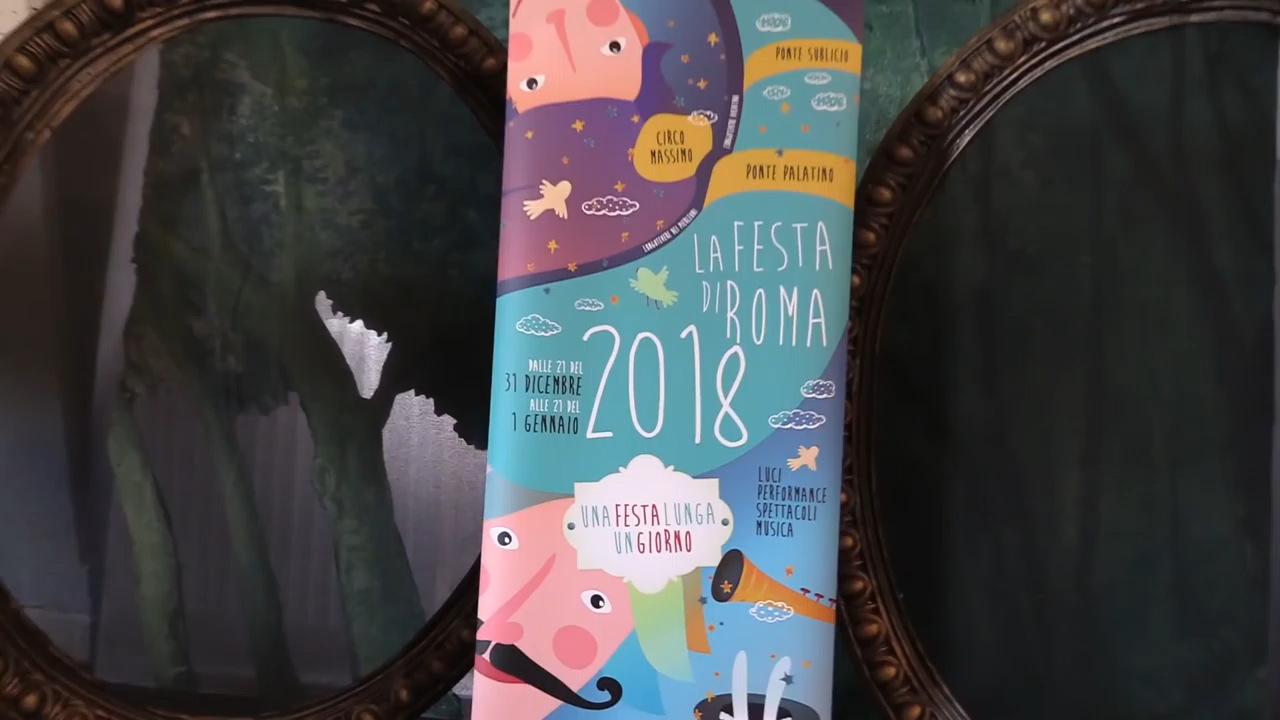 PONTE SUBLICIO
CIRCO
MASSIMO
PONTE PALATINO
LA FESTA
DI ROMA
2018
DALLE 21 DEL
31 DICEMBRE
ALLE 21 DEL
1 GENNAIO
LUCI
PERFORMANCE
SPETTACOLI
MUSICA
UNA FESTA LUNGA
UN GIORNO